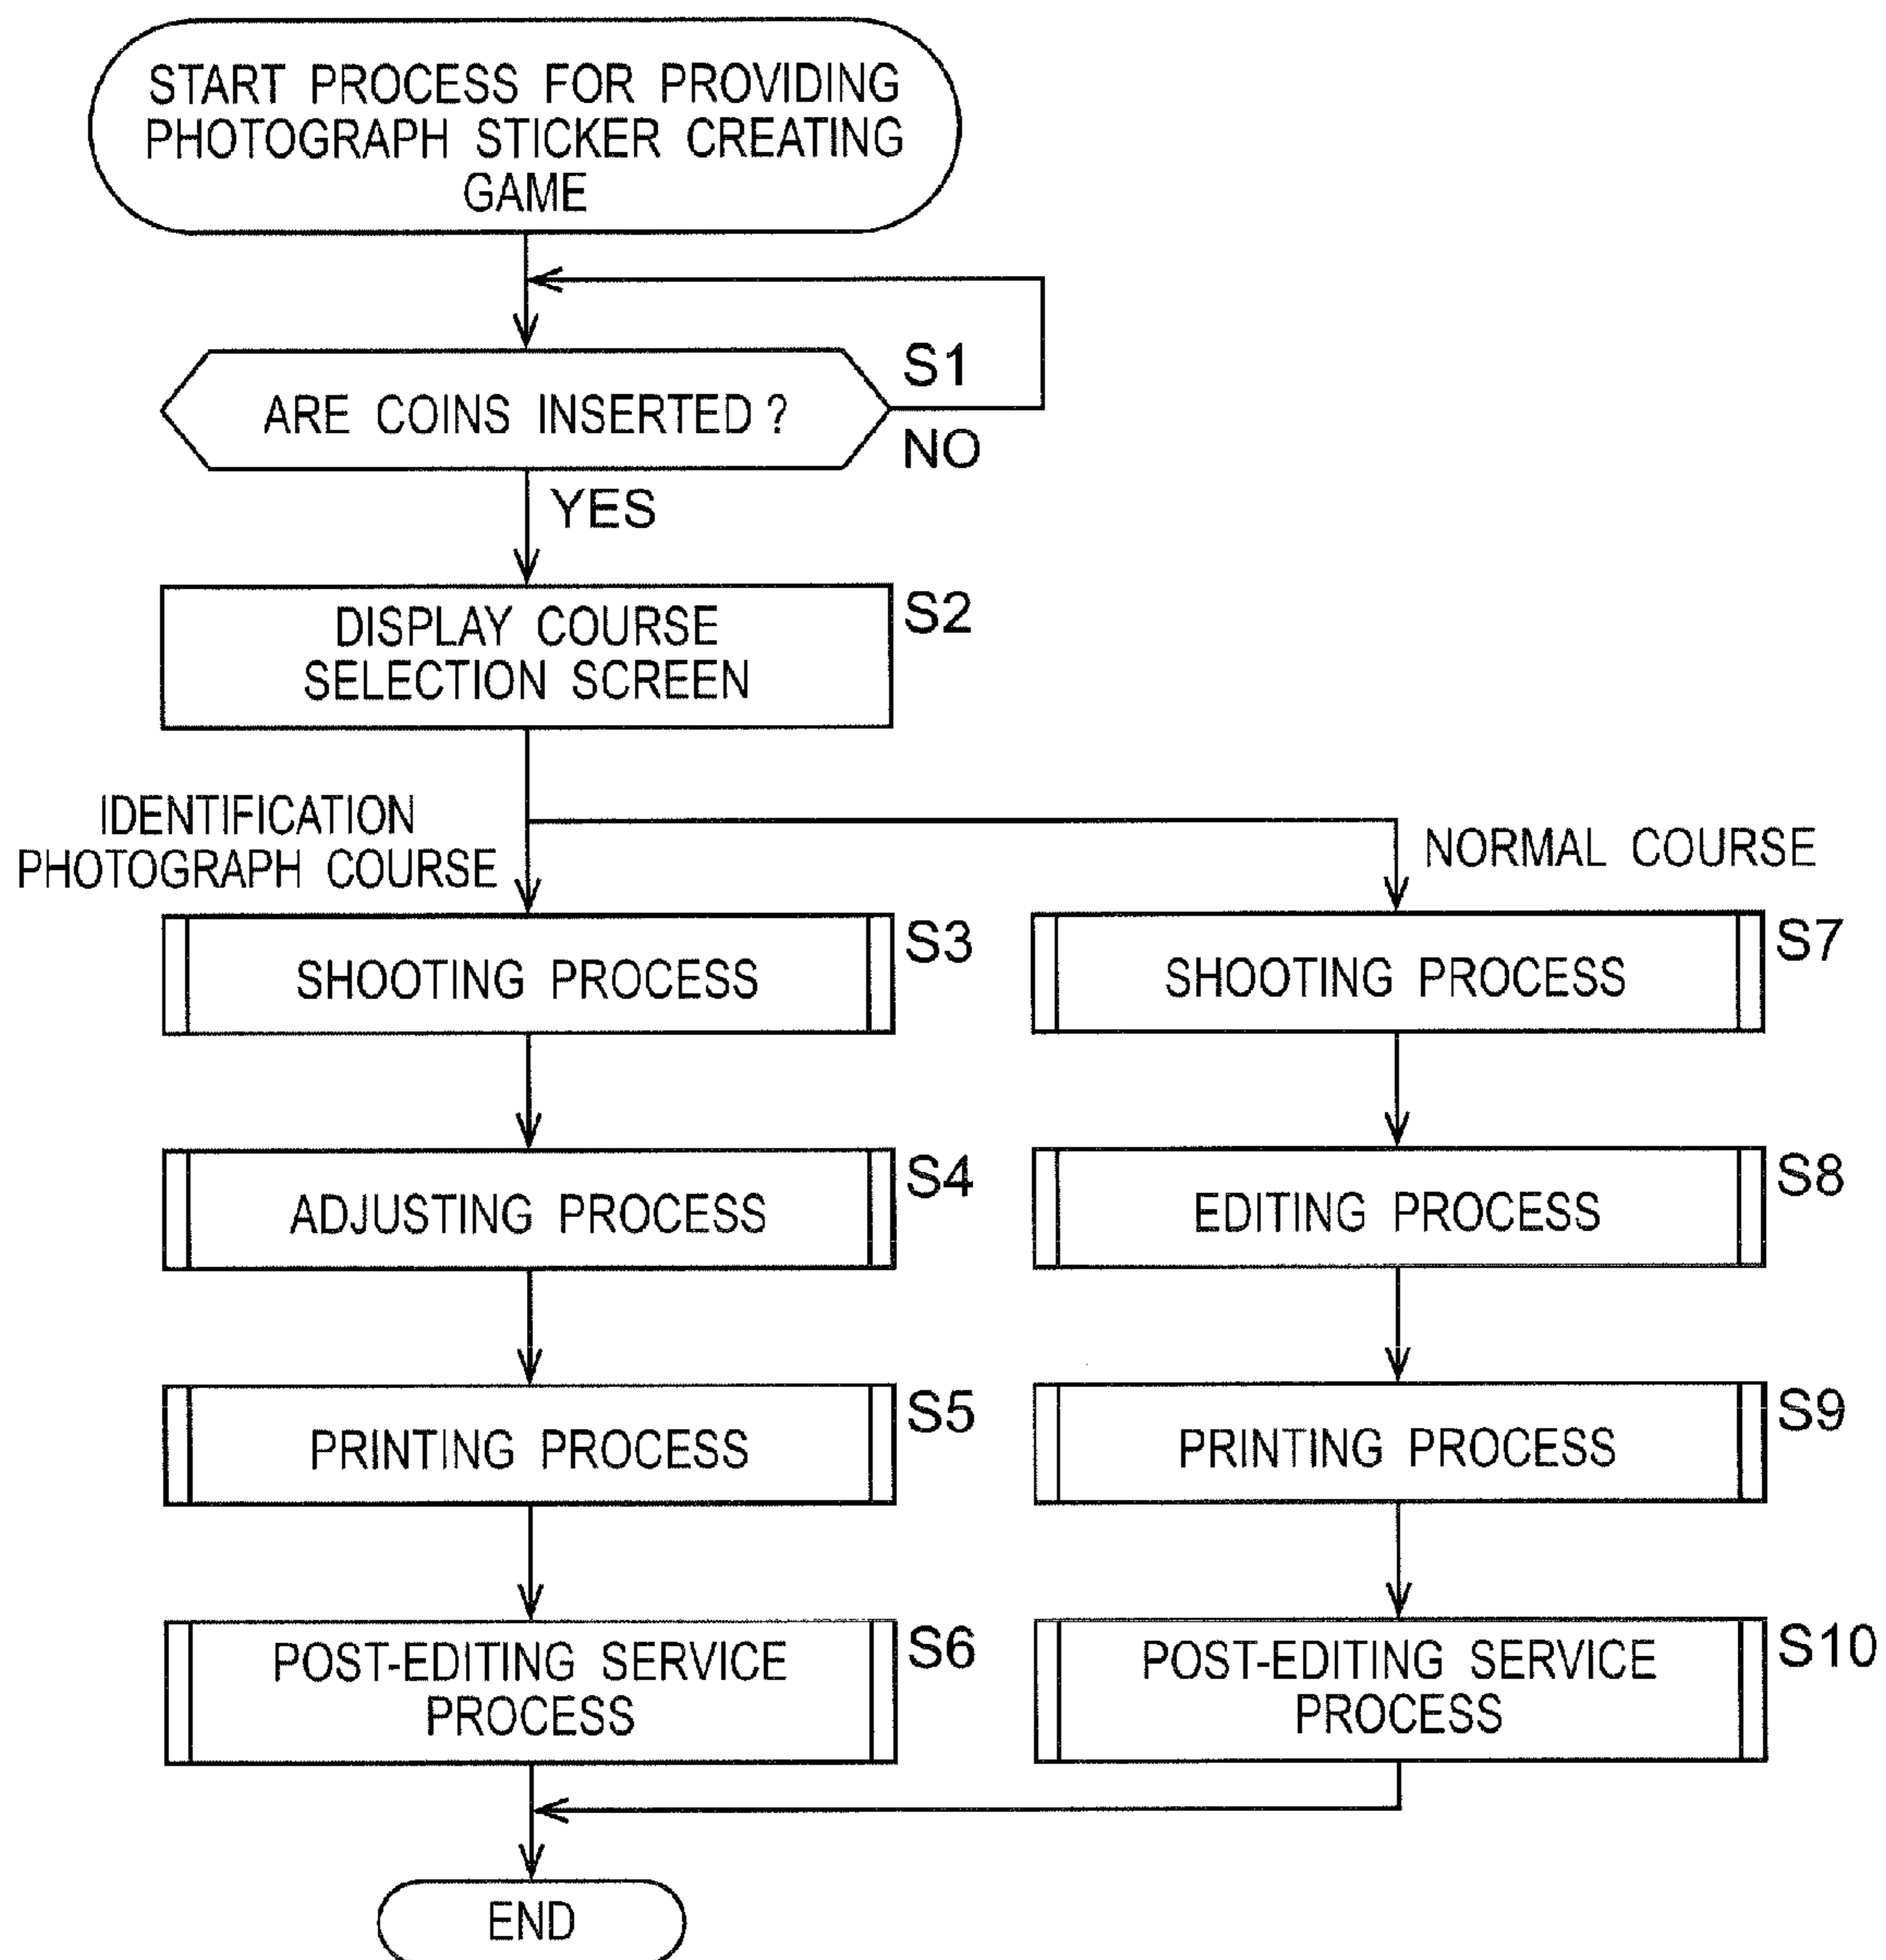 START PROCESS FOR PROVIDING
PHOTOGRAPH STICKER CREATING
GAME
S1
ARE COINS INSERTED ?
NO
YES
S2
DISPLAY COURSE
SELECTION SCREEN
IDENTIFICATION
PHOTOGRAPH COURSE
NORMAL COURSE
S3
SHOOTING PROCESS
S7
SHOOTING PROCESS
S4
ADJUSTING PROCESS
S8
EDITING PROCESS
S5
PRINTING PROCESS
S9
PRINTING PROCESS
S6
POST-EDITING SERVICE
PROCESS
S10
POST-EDITING SERVICE
PROCESS
END